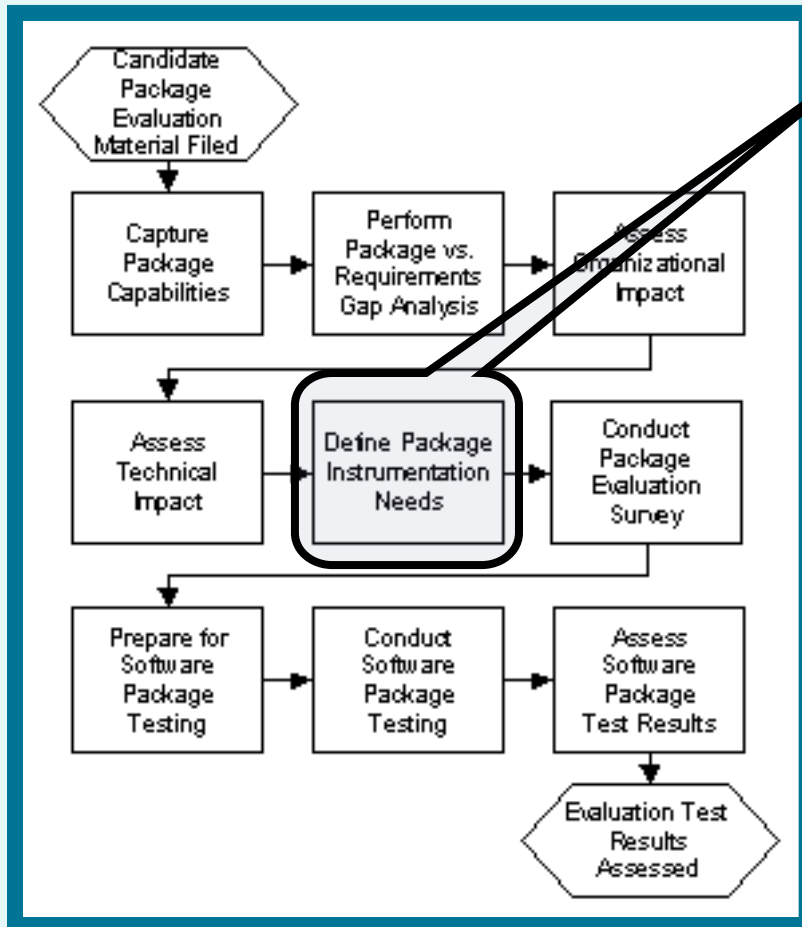 Candidate
Package
Evaluation
Material Filed
Capture
Package
Capabilities
Perform
Package vs.
Requirements
Gap Analysis
Assess
Organizational
Impact
Assess
Technical
Impact
Define Package
Instrumentation
Needs
Conduct
Package
Evaluation
Survey
Prepare for
Software
Package
Testing
Conduct
Software
Package
Testing
Assess
Software
Package
Test Results
Evaluation Test
Results
Assessed